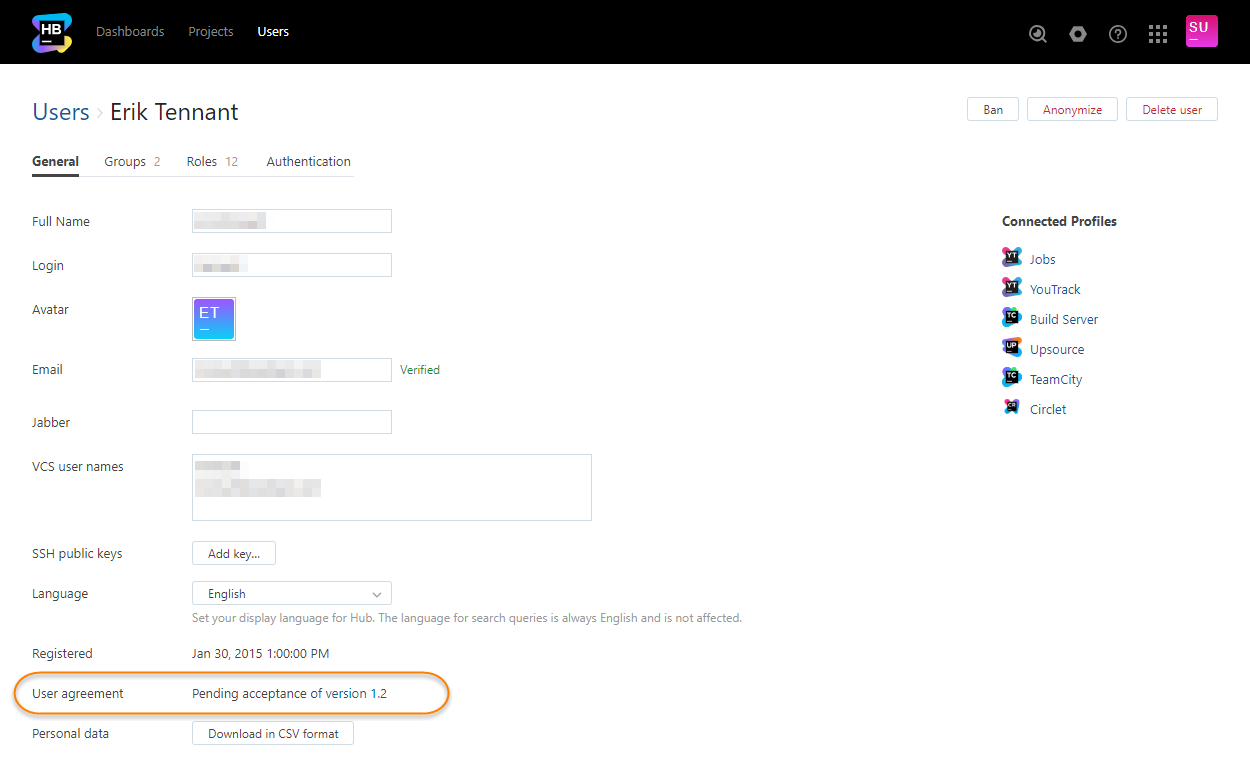 HB
Dashboards Projects Users
SU
Users › Erik Tennant
Ban Anonymize Delete user
General Groups 2 Roles 12 Authentication
Full Name
Login
Avatar ET
Email Verified
Jabber
VCS user names
SSH public keys Add key...
Language English
Set your display language for Hub. The language for search queries is always English and is not affected.
Registered Jan 30, 2015 1:00:00 PM
User agreement Pending acceptance of version 1.2
Personal data Download in CSV format
Connected Profiles
YT Jobs
YT YouTrack
TC Build Server
UP Upsource
TC TeamCity
CR Circlet